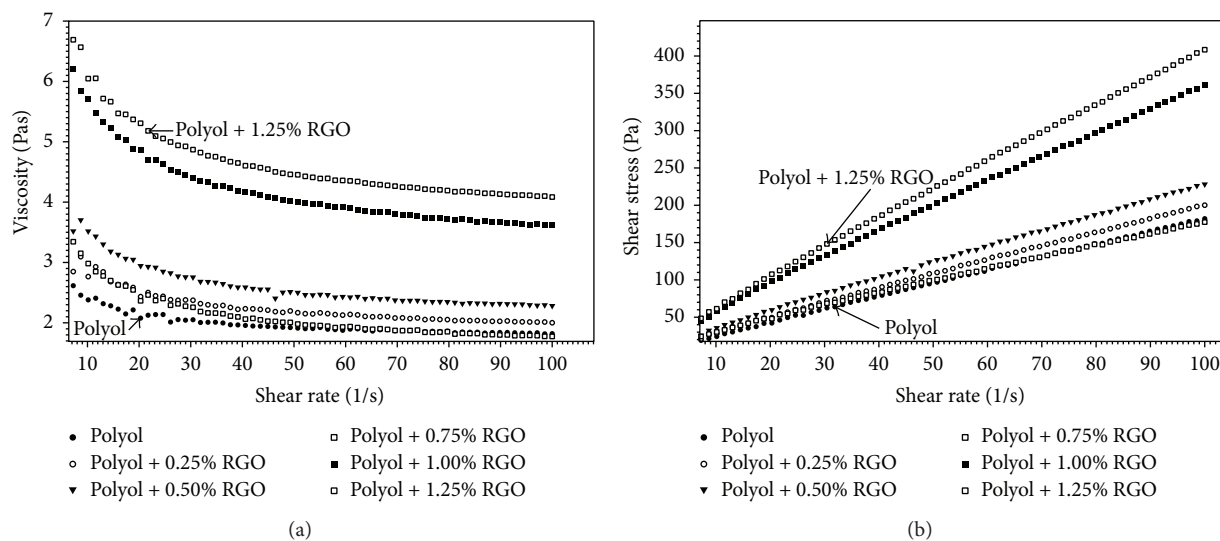 7
6
5
4
3
2
Viscosity (Pas)
Polyol + 1.25% RGO
Polyol
10 20 30 40 50 60 70 80 90 100
Shear rate (1/s)
Polyol
Polyol + 0.25% RGO
Polyol + 0.50% RGO
Polyol + 0.75% RGO
Polyol + 1.00% RGO
Polyol + 1.25% RGO
(a)
400
350
300
250
200
150
100
50
Shear stress (Pa)
Polyol + 1.25% RGO
Polyol
10 20 30 40 50 60 70 80 90 100
Shear rate (1/s)
Polyol
Polyol + 0.25% RGO
Polyol + 0.50% RGO
Polyol + 0.75% RGO
Polyol + 1.00% RGO
Polyol + 1.25% RGO
(b)